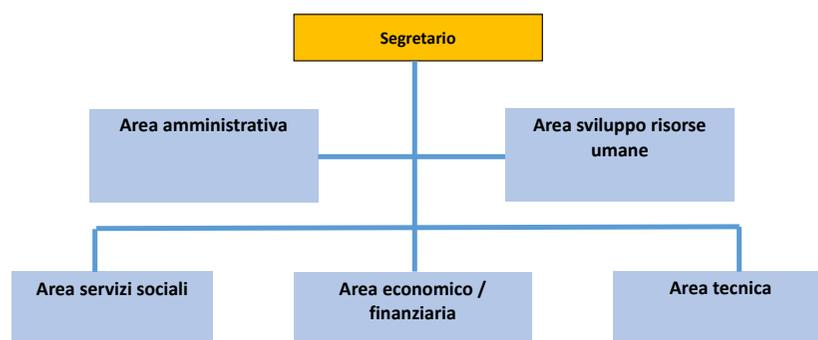 Segretario
Area amministrativa
Area sviluppo risorse
umane
Area servizi sociali
Area economico /
finanziaria
Area tecnica